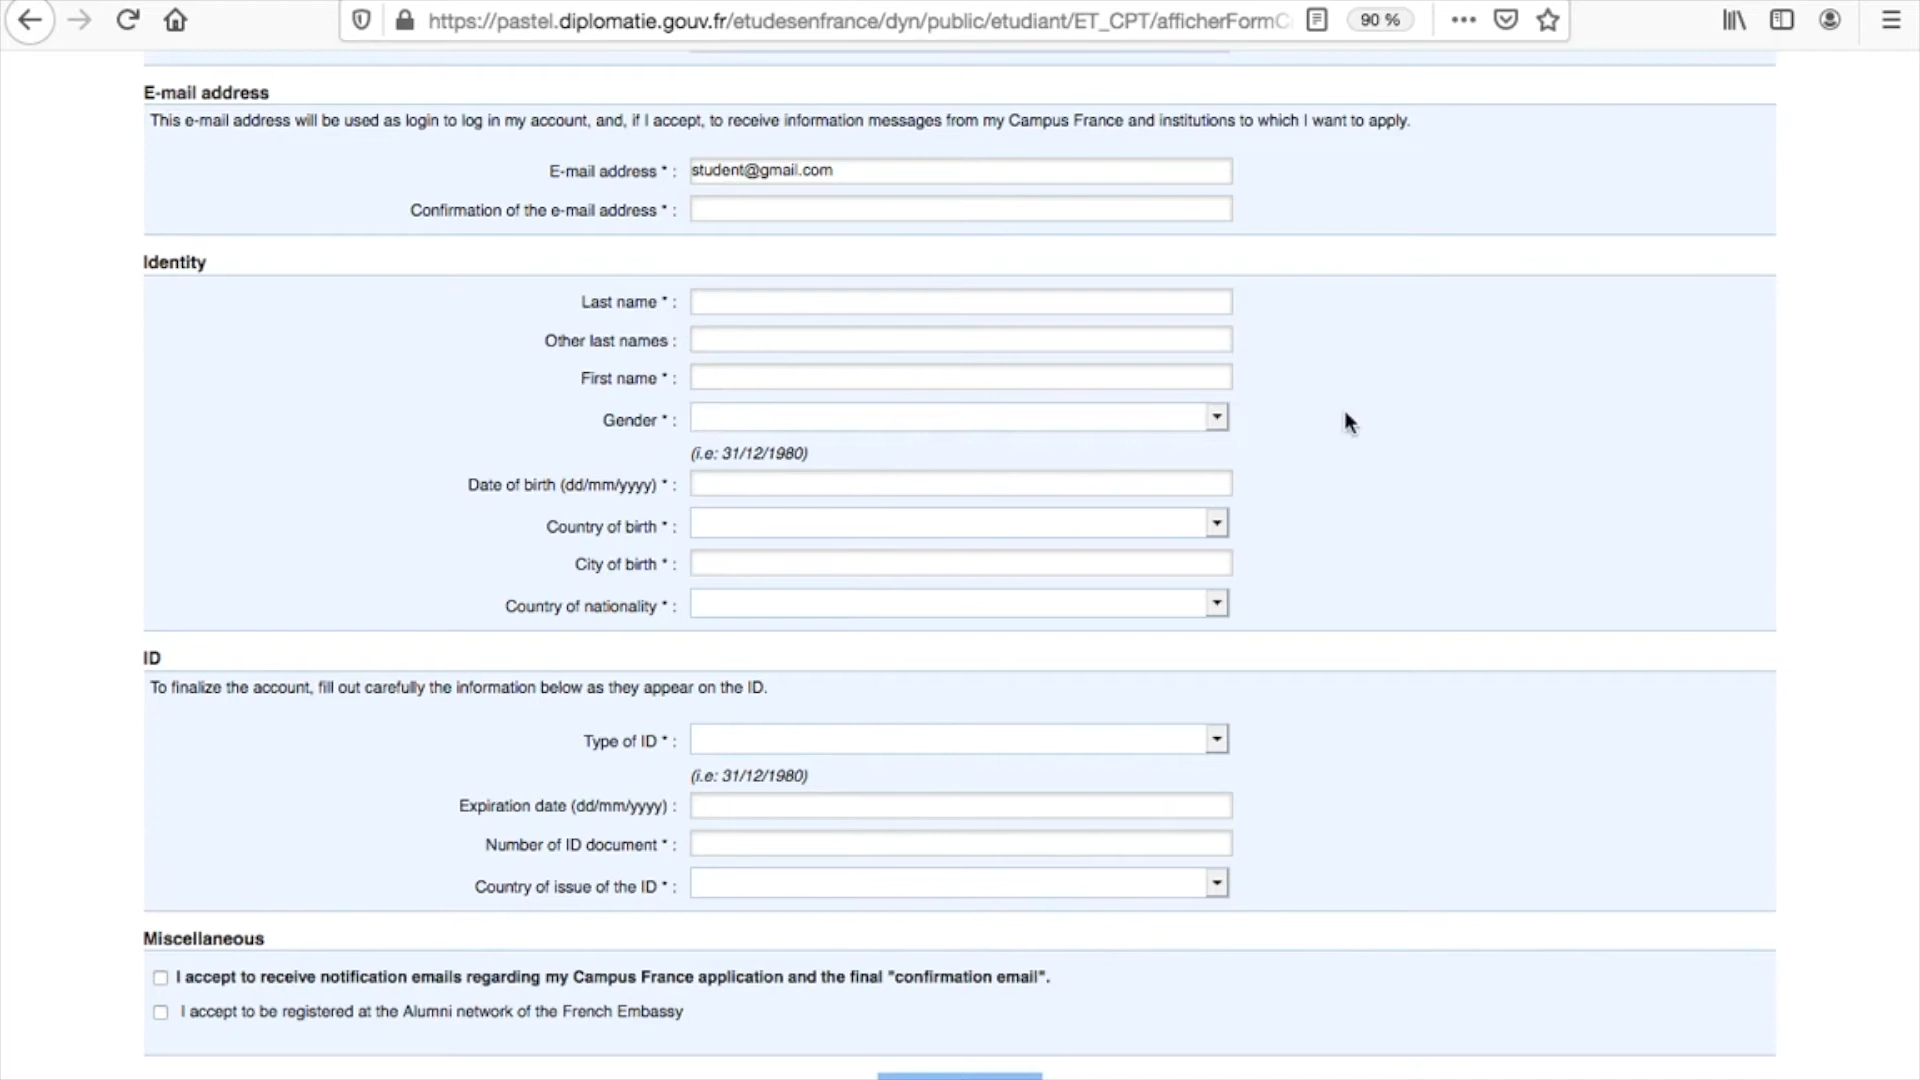 https://pastel.diplomatie.gouv.fr/etudesenfrance/dyn/public/etudiant/ET_CPT/afficherFormC
90 %
E-mail address
This e-mail address will be used as login to log in my account, and, if I accept, to receive information messages from my Campus France and institutions to which I want to apply.
E-mail address * : student@gmail.com
Confirmation of the e-mail address * :
Identity
Last name * :
Other last names :
First name * :
Gender * :
(i.e: 31/12/1980)
Date of birth (dd/mm/yyyy) * :
Country of birth * :
City of birth * :
Country of nationality * :
ID
To finalize the account, fill out carefully the information below as they appear on the ID.
Type of ID * :
(i.e: 31/12/1980)
Expiration date (dd/mm/yyyy) :
Number of ID document * :
Country of issue of the ID * :
Miscellaneous
I accept to receive notification emails regarding my Campus France application and the final "confirmation email".
I accept to be registered at the Alumni network of the French Embassy